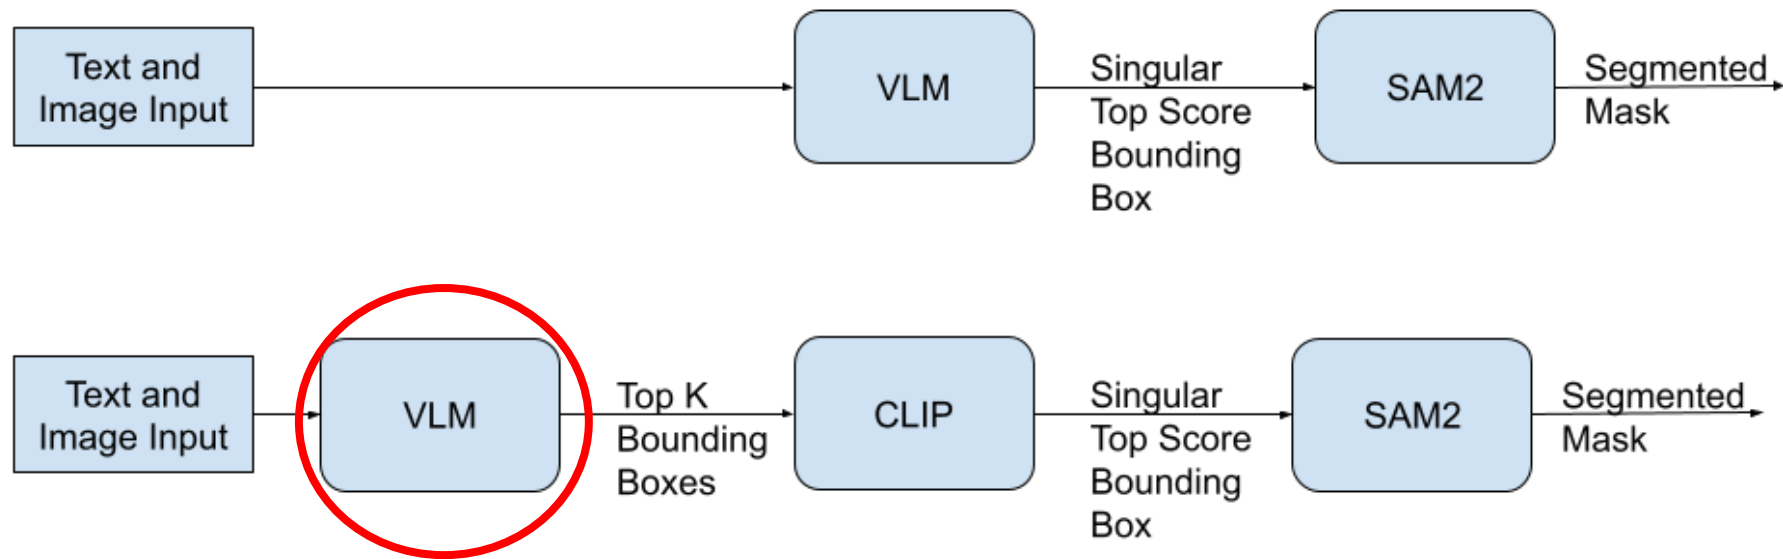 Text and
Image Input
VLM
Singular
Top Score
Bounding
Box
SAM2
Segmented
Mask
Text and
Image Input
VLM
Top K
Bounding
Boxes
CLIP
Singular
Top Score
Bounding
Box
SAM2
Segmented
Mask